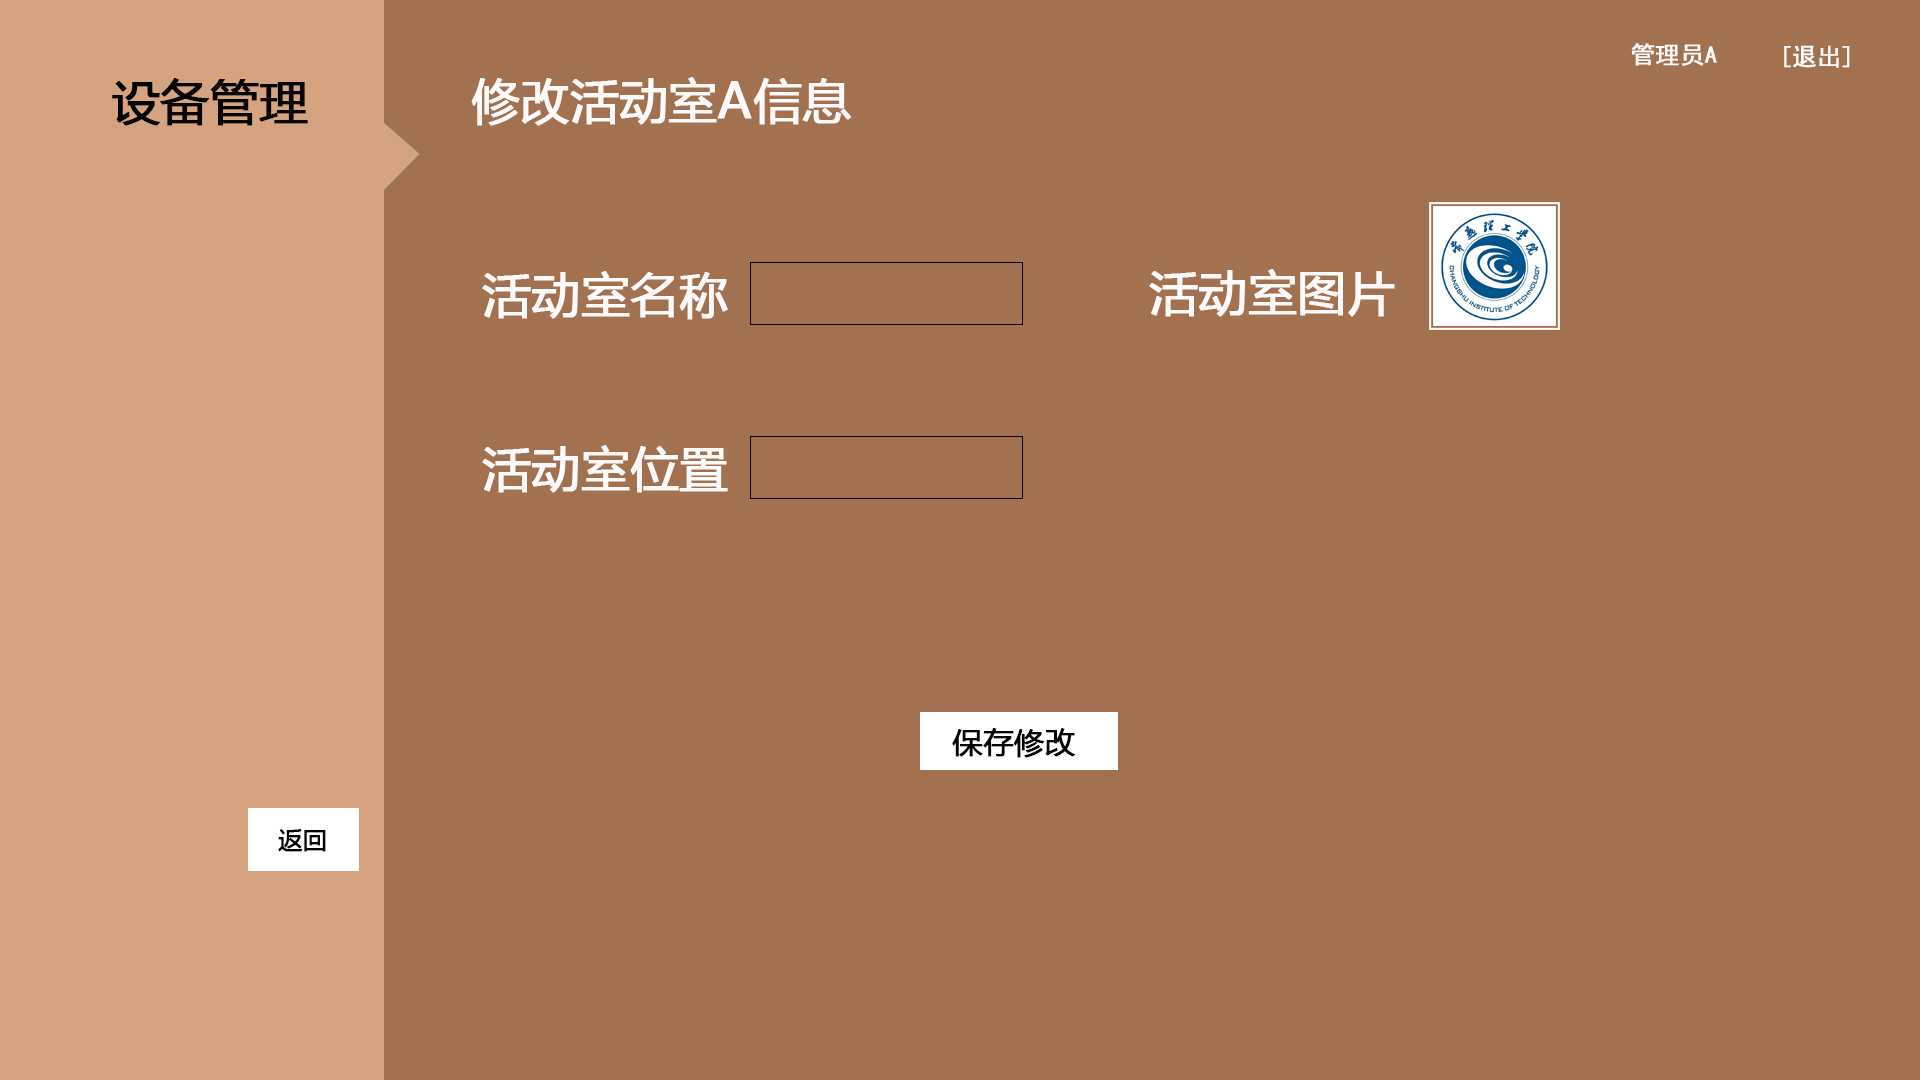 管理员A [退出]
设备管理
修改活动室A信息
活动室名称
活动室图片
常熟理工学院
CHANGSHU INSTITUTE OF TECHNOLOGY
活动室位置
保存修改
返回